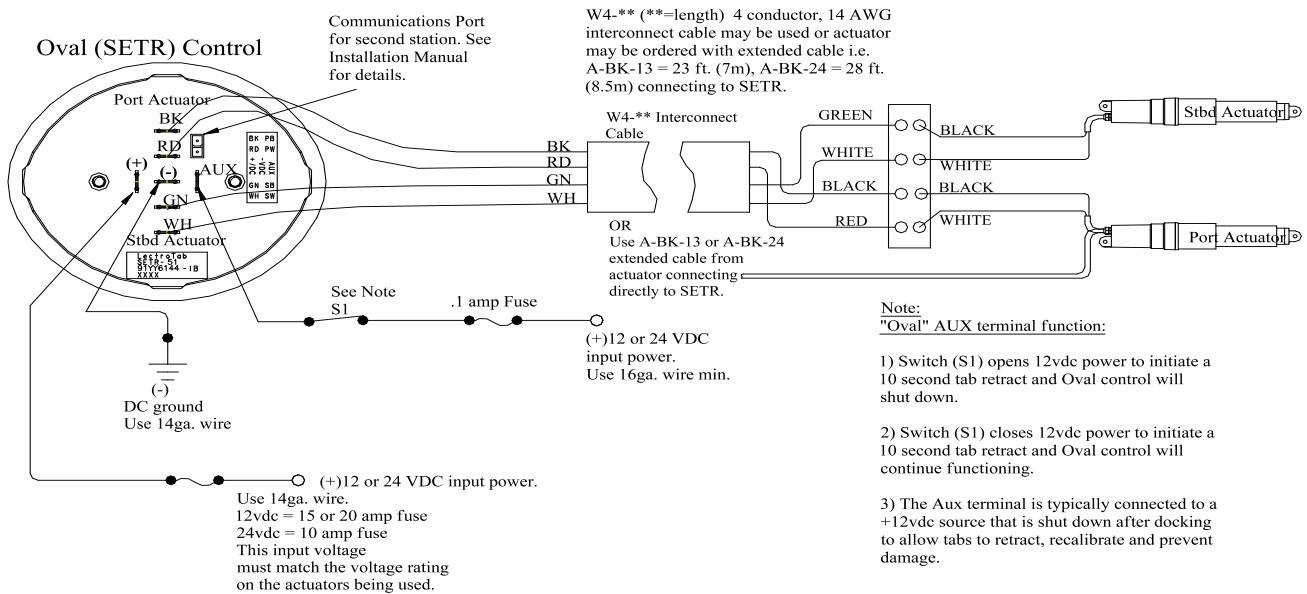 Oval (SETR) Control
Communications Port
for second station. See
Installation Manual
for details.
W4-** (**=length) 4 conductor, 14 AWG
interconnect cable may be used or actuator
may be ordered with extended cable i.e.
A-BK-13 = 23 ft. (7m), A-BK-24 = 28 ft.
(8.5m) connecting to SETR.
Port Actuator
BK
RD
(+)
(-)
AUX
GN
WH
Stbd Actuator
BK PB
RD PW
AUX
-VDC
+VDC
GN SB
WH SW
LectroTab
SETR-51
91YY6144-1B
XXXX
BK
RD
GN
WH
W4-** Interconnect
Cable
OR
Use A-BK-13 or A-BK-24
extended cable from
actuator connecting
directly to SETR.
GREEN
WHITE
BLACK
RED
BLACK
WHITE
BLACK
WHITE
Stbd Actuator
Port Actuator
See Note
S1
.1 amp Fuse
(+)12 or 24 VDC
input power.
Use 16ga. wire min.
(-)
DC ground
Use 14ga. wire
(+)12 or 24 VDC input power.
Use 14ga. wire.
12vdc = 15 or 20 amp fuse
24vdc = 10 amp fuse
This input voltage
must match the voltage rating
on the actuators being used.
Note:
"Oval" AUX terminal function:
1) Switch (S1) opens 12vdc power to initiate a
10 second tab retract and Oval control will
shut down.
2) Switch (S1) closes 12vdc power to initiate a
10 second tab retract and Oval control will
continue functioning.
3) The Aux terminal is typically connected to a
+12vdc source that is shut down after docking
to allow tabs to retract, recalibrate and prevent
damage.